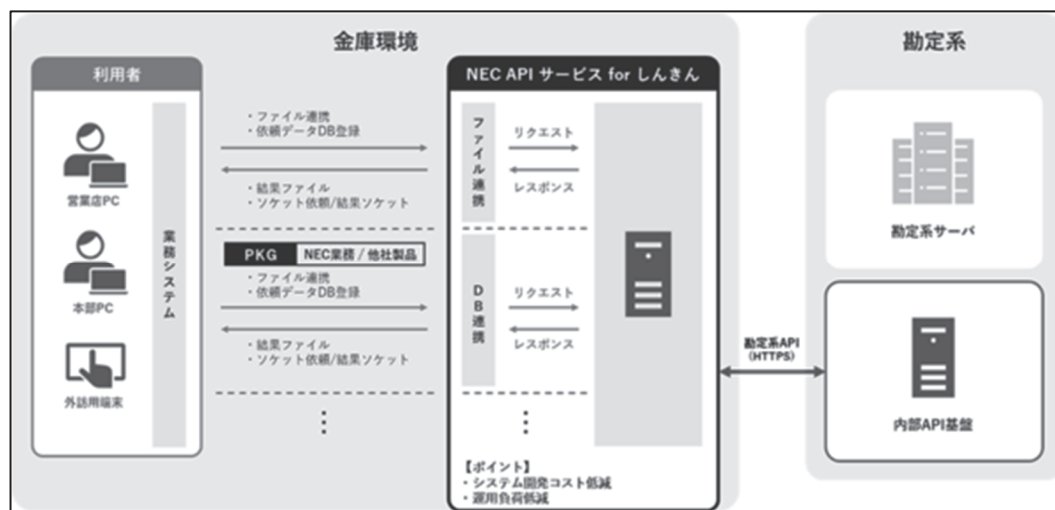 金庫環境
勘定系
利用者
営業店PC
本部PC
外訪用端末
業務システム
・ファイル連携
・依頼データDB登録
・結果ファイル
・ソケット依頼/結果ソケット
PKG NEC業務 / 他社製品
・ファイル連携
・依頼データDB登録
・結果ファイル
・ソケット依頼/結果ソケット
NEC API サービス for しんきん
ファイル連携
リクエスト
レスポンス
DB連携
リクエスト
レスポンス
【ポイント】
・システム開発コスト低減
・運用負荷低減
勘定系API
(HTTPS)
勘定系サーバ
内部API基盤